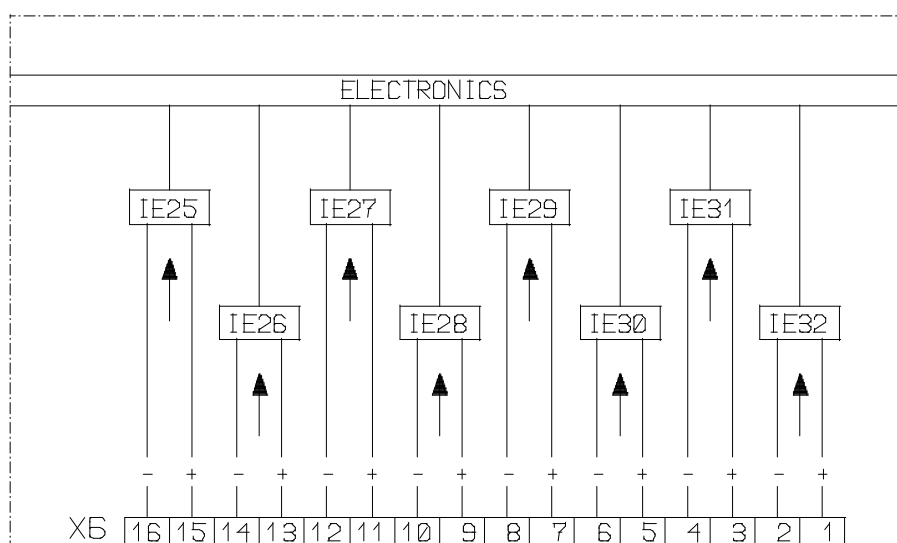 ELECTRONICS
IE25 IE27 IE29 IE31
IE26 IE28 IE30 IE32
- + - + - + - + - + - + - + - +
X6 16 15 14 13 12 11 10 9 8 7 6 5 4 3 2 1